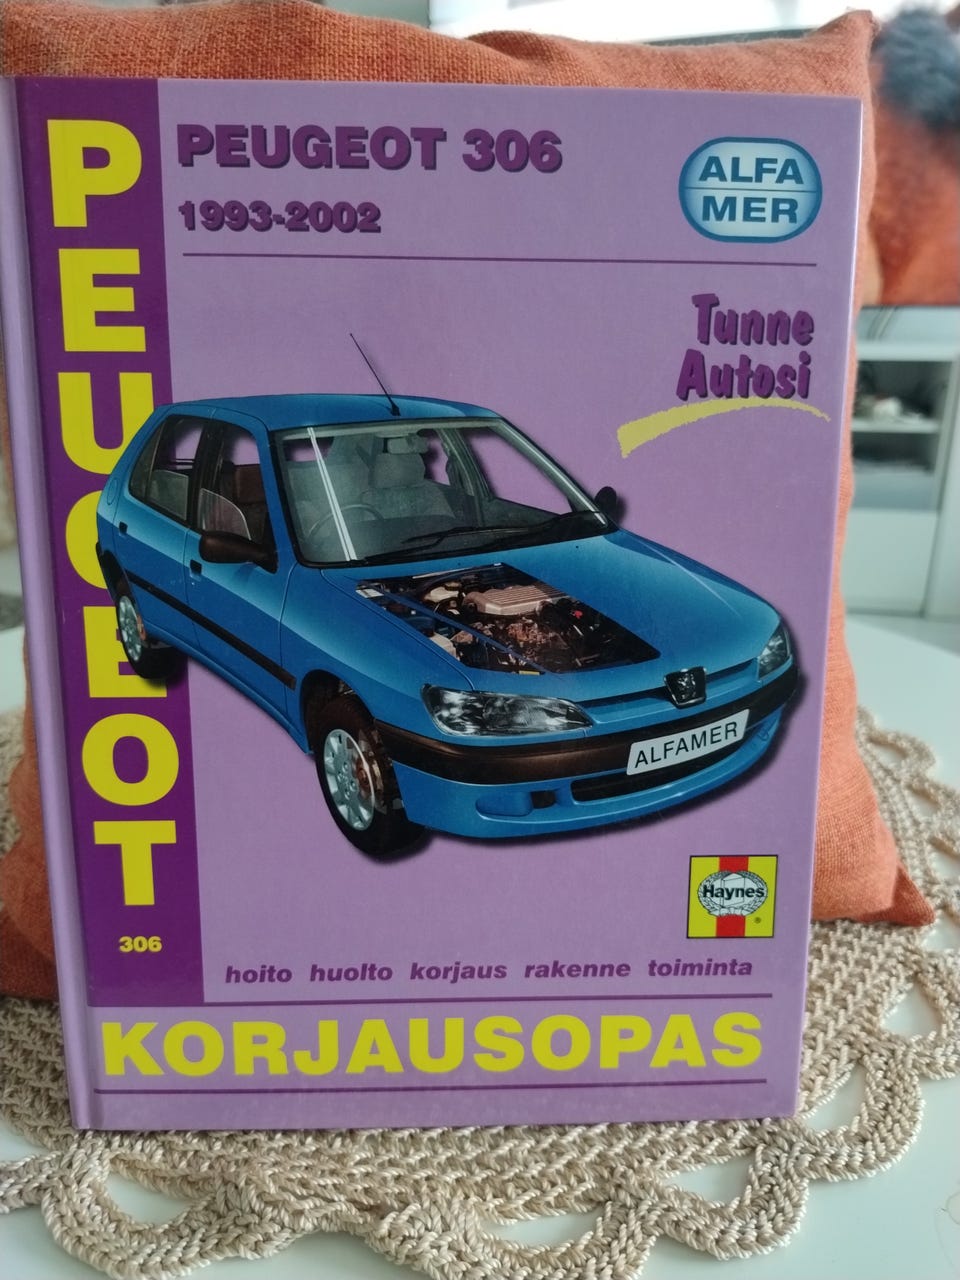 PEUGEOT
PEUGEOT 306
1993-2002
ALFA
MER
Tunne
Autosi
ALFAMER
Haynes
®
306
hoito huolto korjaus rakenne toiminta
KORJAUSOPAS